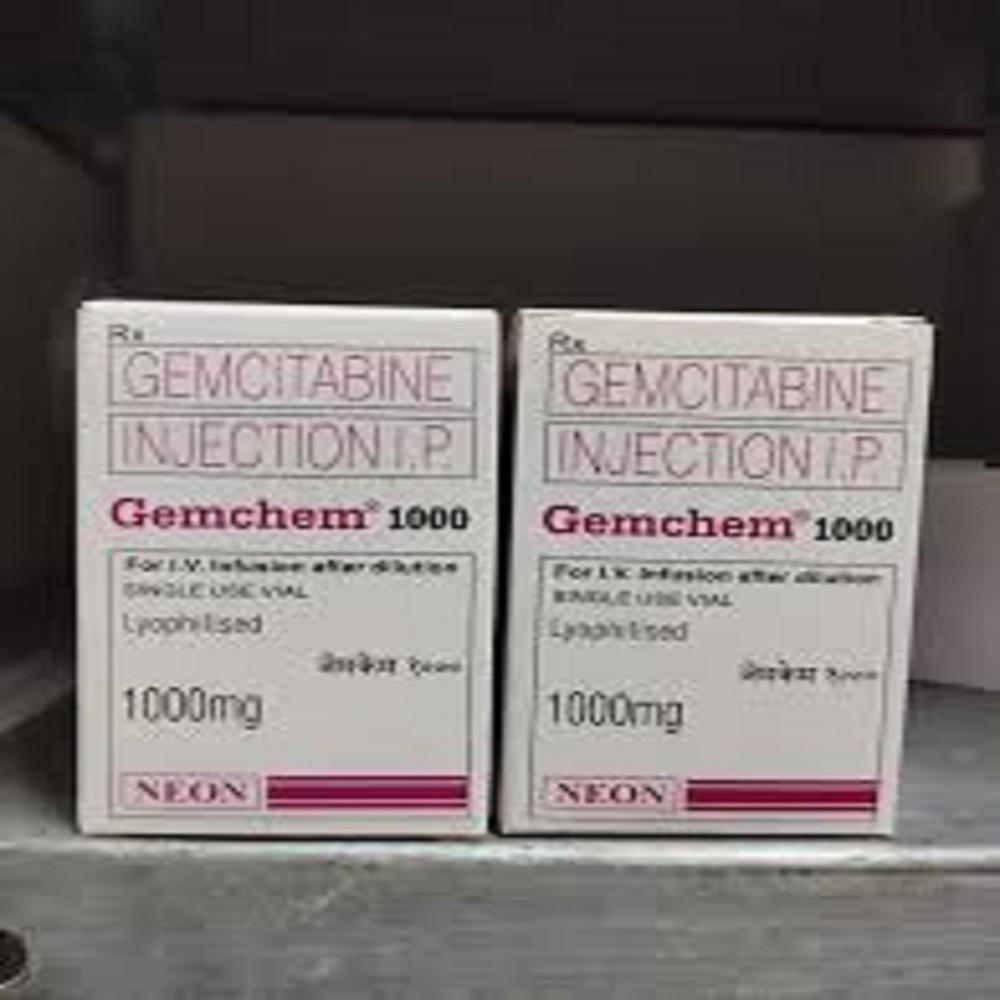 Rx
GEMCITABINE
INJECTION I.P.
Gemchem® 1000
For I.V. Infusion after dilution
SINGLE USE VIAL
Lyophilised
1000mg
NEON
Rx
GEMCITABINE
INJECTION I.P.
Gemchem® 1000
For I.V. Infusion after dilution
SINGLE USE VIAL
Lyophilised
1000mg
NEON